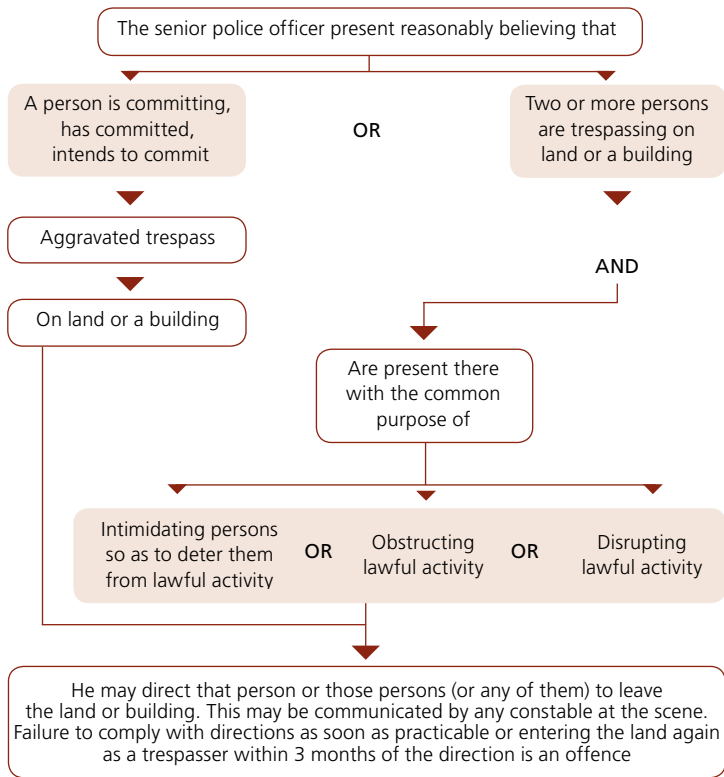 The senior police officer present reasonably believing that
A person is committing,
has committed,
intends to commit
OR
Two or more persons
are trespassing on
land or a building
Aggravated trespass
On land or a building
AND
Are present there
with the common
purpose of
Intimidating persons
so as to deter them
from lawful activity
OR
Obstructing
lawful activity
OR
Disrupting
lawful activity
He may direct that person or those persons (or any of them) to leave
the land or building. This may be communicated by any constable at the scene.
Failure to comply with directions as soon as practicable or entering the land again
as a trespasser within 3 months of the direction is an offence